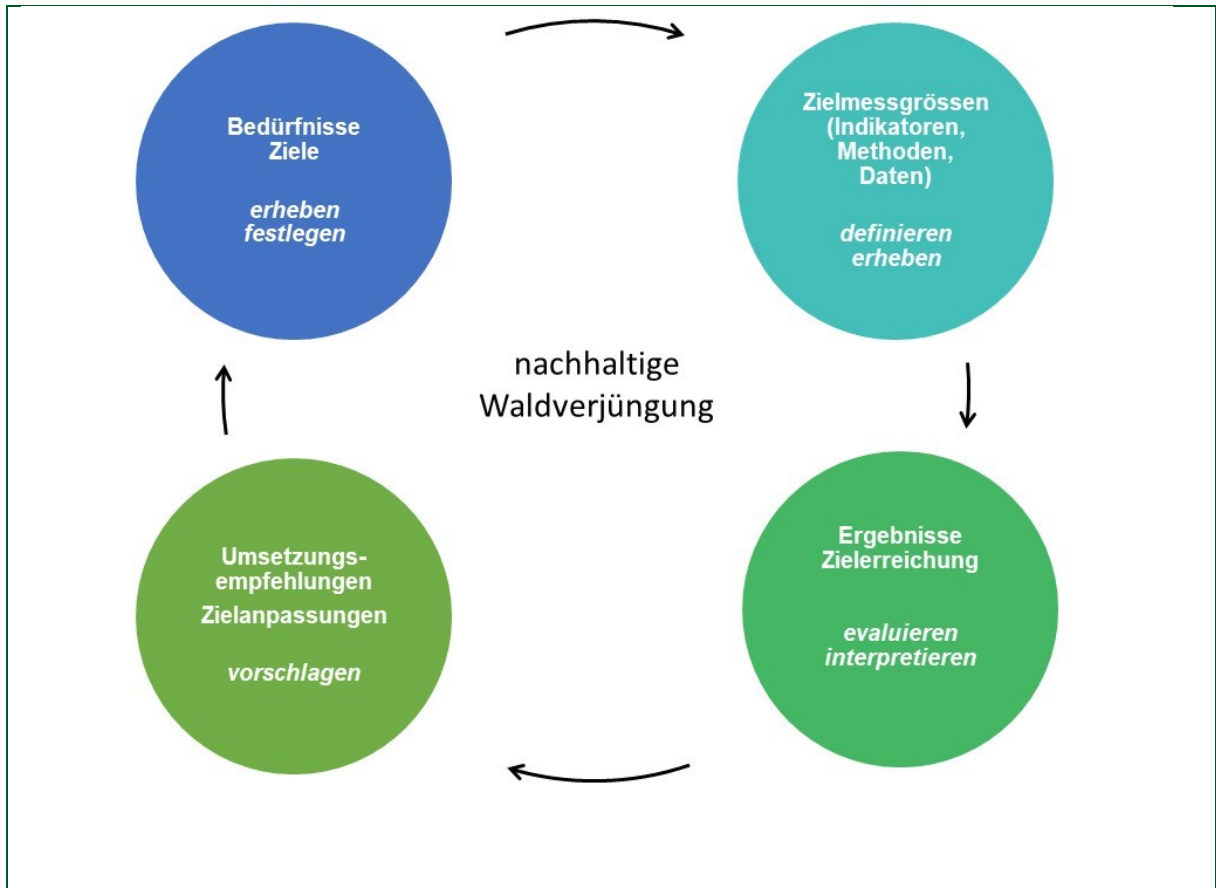 Bedürfnisse
Ziele
erheben
festlegen
Zielmessgrössen
(Indikatoren,
Methoden,
Daten)
definieren
erheben
nachhaltige
Waldverjüngung
Umsetzungs-
empfehlungen
Zielanpassungen
vorschlagen
Ergebnisse
Zielerreichung
evaluieren
interpretieren